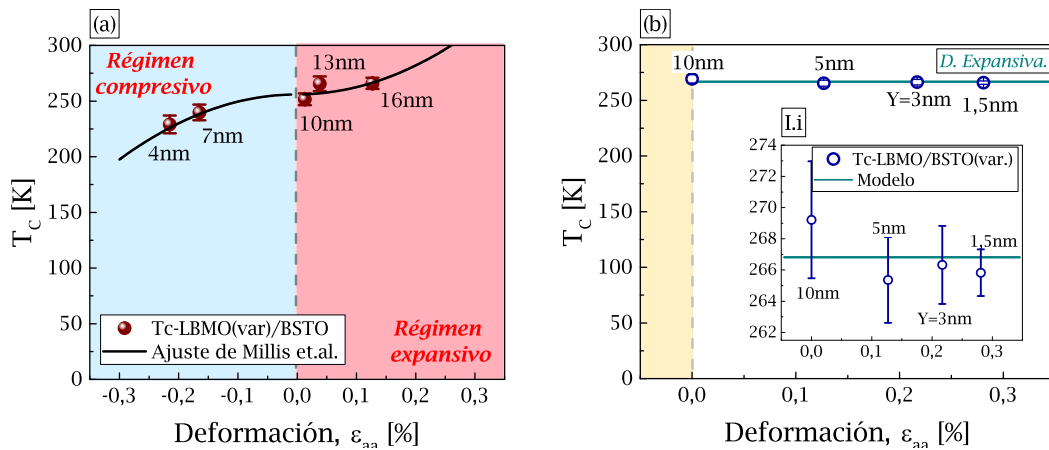 (a)
300
250
200
150
100
50
0
T_C [K]
Régimen
compresivo
4nm
7nm
13nm
10nm
16nm
Tc-LBMO(var)/BSTO
Ajuste de Millis et.al.
Régimen
expansivo
-0,3 -0,2 -0,1 0,0 0,1 0,2 0,3
Deformación, ε_aa [%]
(b)
300
250
200
150
100
50
0
T_C [K]
10nm
5nm
Y=3nm
1,5nm
D. Expansiva.
I.i
274
272
270
268
266
264
262
Tc-LBMO/BSTO(var.)
Modelo
10nm
5nm
Y=3nm
1,5nm
0,0 0,1 0,2 0,3
0,0 0,1 0,2 0,3
Deformación, ε_aa [%]